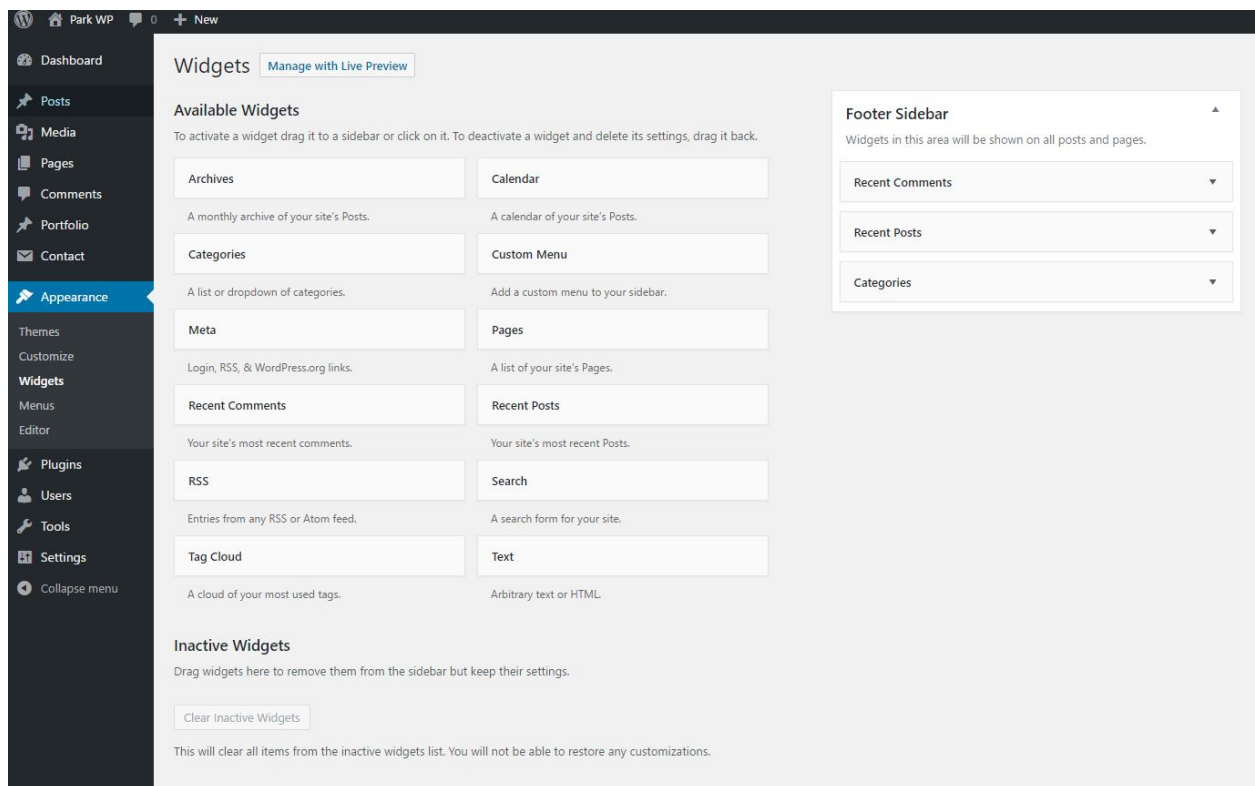 Park WP 0 New
Dashboard
Posts
Media
Pages
Comments
Portfolio
Contact
Appearance
Themes
Customize
Widgets
Menus
Editor
Plugins
Users
Tools
Settings
Collapse menu
Widgets Manage with Live Preview
Available Widgets
To activate a widget drag it to a sidebar or click on it. To deactivate a widget and delete its settings, drag it back.
Archives Calendar
A monthly archive of your site's Posts. A calendar of your site's Posts.
Categories Custom Menu
A list or dropdown of categories. Add a custom menu to your sidebar.
Meta Pages
Login, RSS, & WordPress.org links. A list of your site's Pages.
Recent Comments Recent Posts
Your site's most recent comments. Your site's most recent Posts.
RSS Search
Entries from any RSS or Atom feed. A search form for your site.
Tag Cloud Text
A cloud of your most used tags. Arbitrary text or HTML.
Inactive Widgets
Drag widgets here to remove them from the sidebar but keep their settings.
Clear Inactive Widgets
This will clear all items from the inactive widgets list. You will not be able to restore any customizations.
Footer Sidebar
Widgets in this area will be shown on all posts and pages.
Recent Comments
Recent Posts
Categories